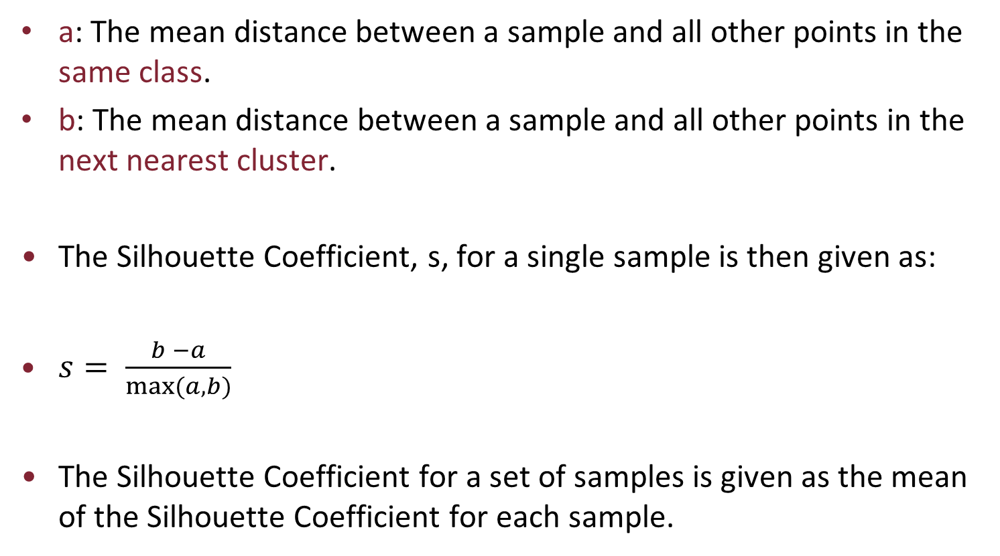 • a: The mean distance between a sample and all other points in the
same class.
• b: The mean distance between a sample and all other points in the
next nearest cluster.
• The Silhouette Coefficient, s, for a single sample is then given as:
• s = b − a / max(a,b)
• The Silhouette Coefficient for a set of samples is given as the mean
of the Silhouette Coefficient for each sample.